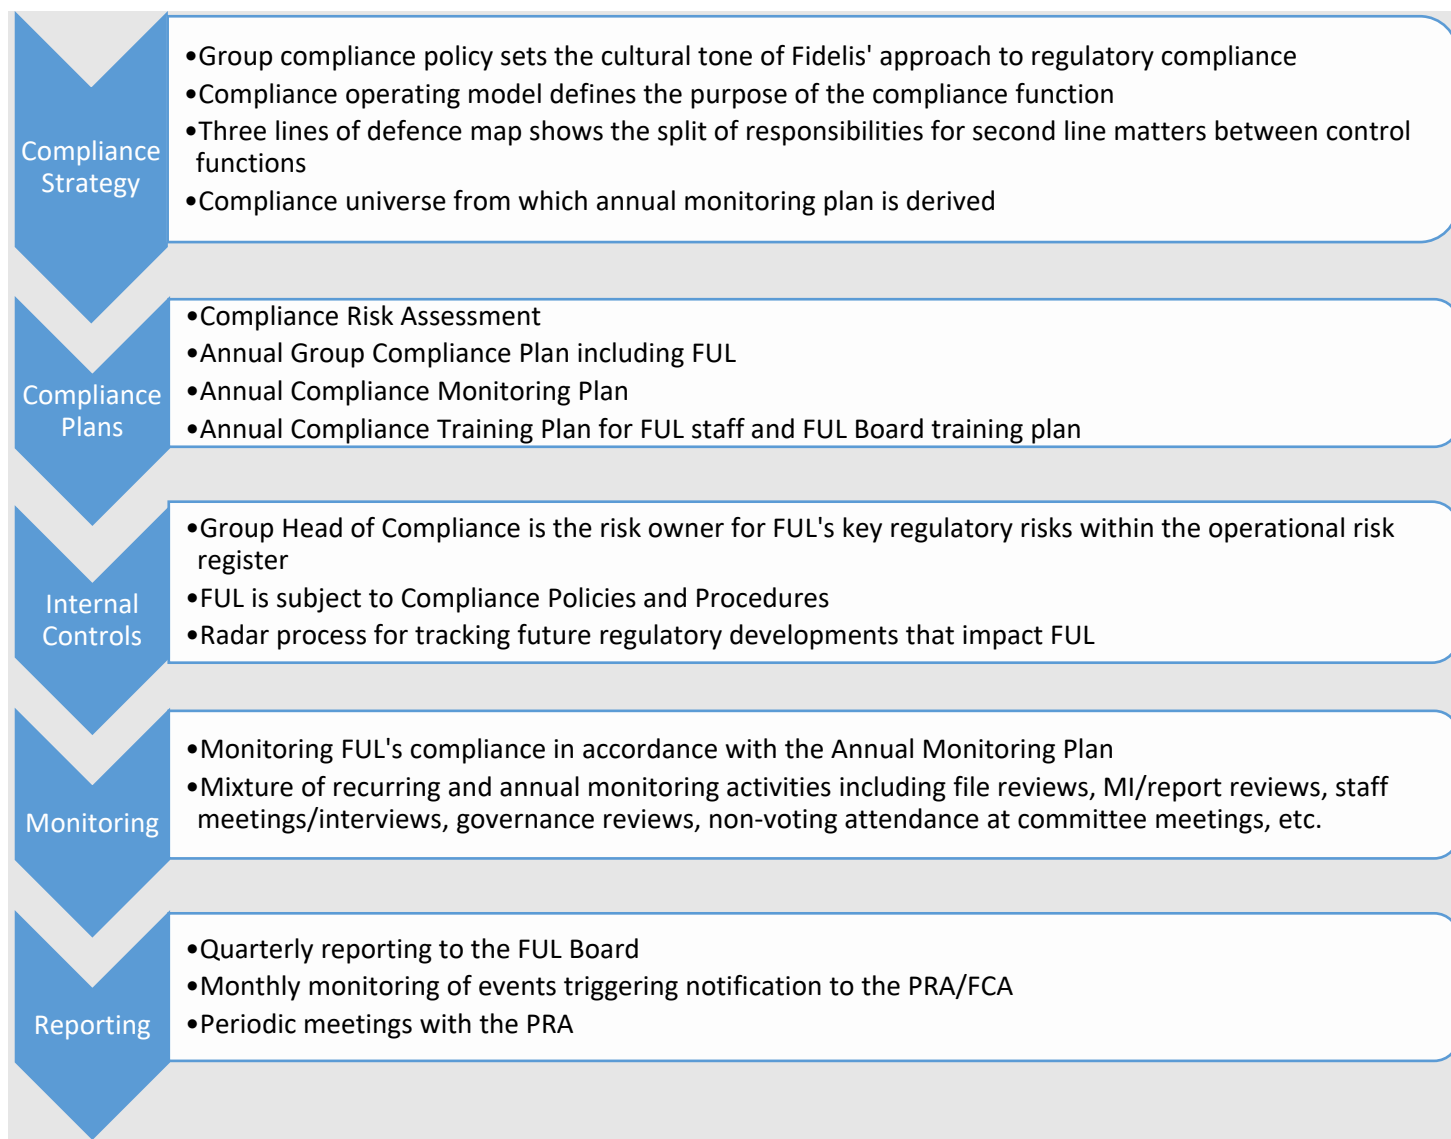 Compliance
Strategy
•Group compliance policy sets the cultural tone of Fidelis' approach to regulatory compliance
•Compliance operating model defines the purpose of the compliance function
•Three lines of defence map shows the split of responsibilities for second line matters between control
functions
•Compliance universe from which annual monitoring plan is derived
Compliance
Plans
•Compliance Risk Assessment
•Annual Group Compliance Plan including FUL
•Annual Compliance Monitoring Plan
•Annual Compliance Training Plan for FUL staff and FUL Board training plan
Internal
Controls
•Group Head of Compliance is the risk owner for FUL's key regulatory risks within the operational risk
register
•FUL is subject to Compliance Policies and Procedures
•Radar process for tracking future regulatory developments that impact FUL
Monitoring
•Monitoring FUL's compliance in accordance with the Annual Monitoring Plan
•Mixture of recurring and annual monitoring activities including file reviews, MI/report reviews, staff
meetings/interviews, governance reviews, non-voting attendance at committee meetings, etc.
Reporting
•Quarterly reporting to the FUL Board
•Monthly monitoring of events triggering notification to the PRA/FCA
•Periodic meetings with the PRA